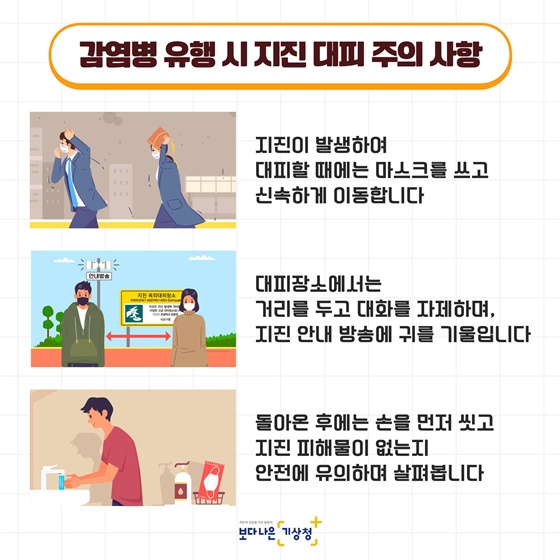 감염병 유행 시 지진 대피 주의 사항
지진이 발생하여
대피할 때에는 마스크를 쓰고
신속하게 이동합니다
안내방송
지진 옥외대피장소
대피장소에서는
거리를 두고 대화를 자제하며,
지진 안내 방송에 귀를 기울입니다
돌아온 후에는 손을 먼저 씻고
지진 피해물이 없는지
안전에 유의하며 살펴봅니다
보다나은 기상청